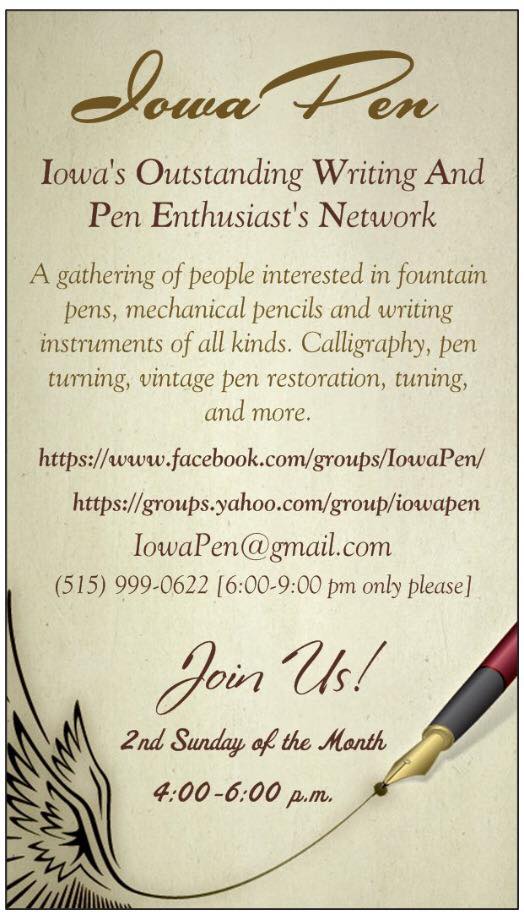 Iowa Pen
Iowa's Outstanding Writing And
Pen Enthusiast's Network
A gathering of people interested in fountain
pens, mechanical pencils and writing
instruments of all kinds. Calligraphy, pen
turning, vintage pen restoration, tuning,
and more.
https://www.facebook.com/groups/IowaPen/
https://groups.yahoo.com/group/iowapen
IowaPen@gmail.com
(515) 999-0622 [6:00-9:00 pm only please]
Join Us!
2nd Sunday of the Month
4:00-6:00 p.m.